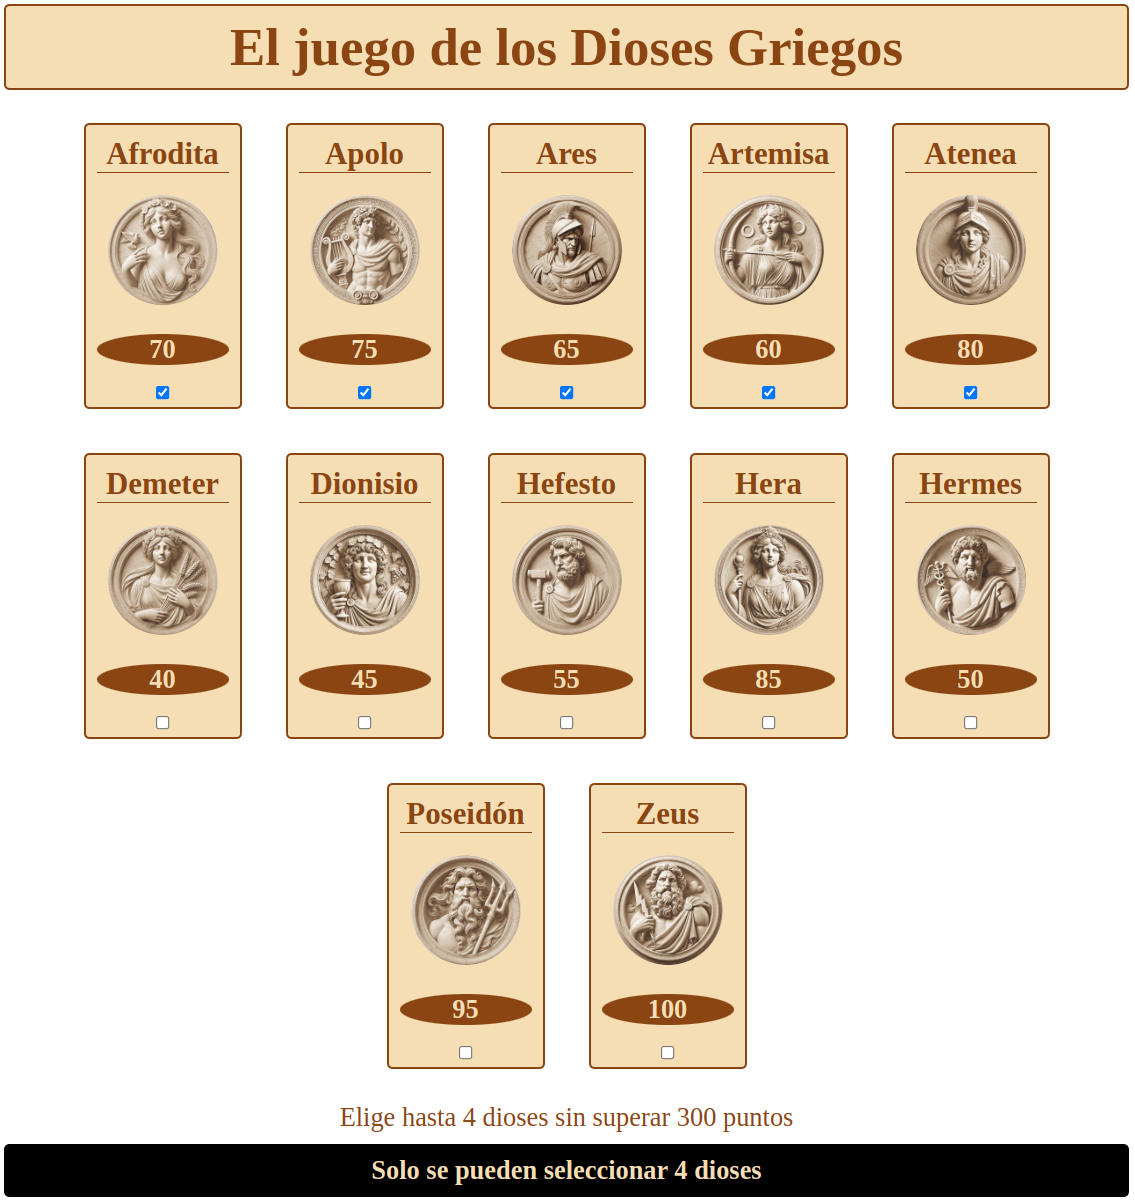 El juego de los Dioses Griegos
Afrodita
70
Apolo
75
Ares
65
Artemisa
60
Atenea
80
Demeter
40
Dionisio
45
Hefesto
55
Hera
85
Hermes
50
Poseidón
95
Zeus
100
Elige hasta 4 dioses sin superar 300 puntos
Solo se pueden seleccionar 4 dioses